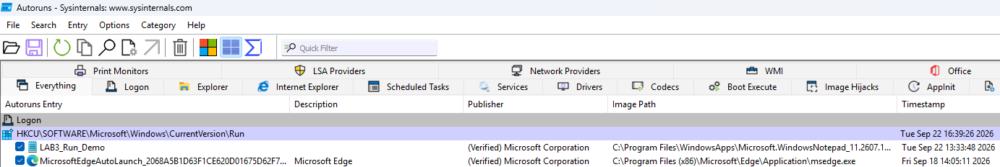 Autoruns - Sysinternals: www.sysinternals.com
File Search Entry Options Category Help
Quick Filter
Print Monitors LSA Providers Network Providers WMI Office
Everything Logon Explorer Internet Explorer Scheduled Tasks Services Drivers Codecs Boot Execute Image Hijacks AppInit
Autoruns Entry Description Publisher Image Path Timestamp
Logon
HKCU\SOFTWARE\Microsoft\Windows\CurrentVersion\Run Tue Sep 22 16:39:26 2026
LAB3_Run_Demo (Verified) Microsoft Corporation C:\Program Files\WindowsApps\Microsoft.WindowsNotepad_11.2607.1... Tue Sep 22 13:33:48 2026
MicrosoftEdgeAutoLaunch_2068A5B1D63F1CE620D01675D62F7... Microsoft Edge (Verified) Microsoft Corporation C:\Program Files (x86)\Microsoft\Edge\Application\msedge.exe Fri Sep 18 14:05:11 2026